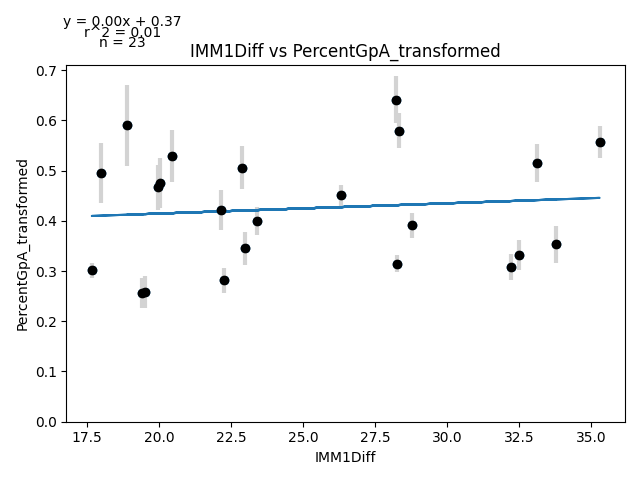 y = 0.00x + 0.37
r^2 = 0.01
n = 23
IMM1Diff vs PercentGpA_transformed
PercentGpA_transformed
0.7
0.6
0.5
0.4
0.3
0.2
0.1
0.0
17.5 20.0 22.5 25.0 27.5 30.0 32.5 35.0
IMM1Diff